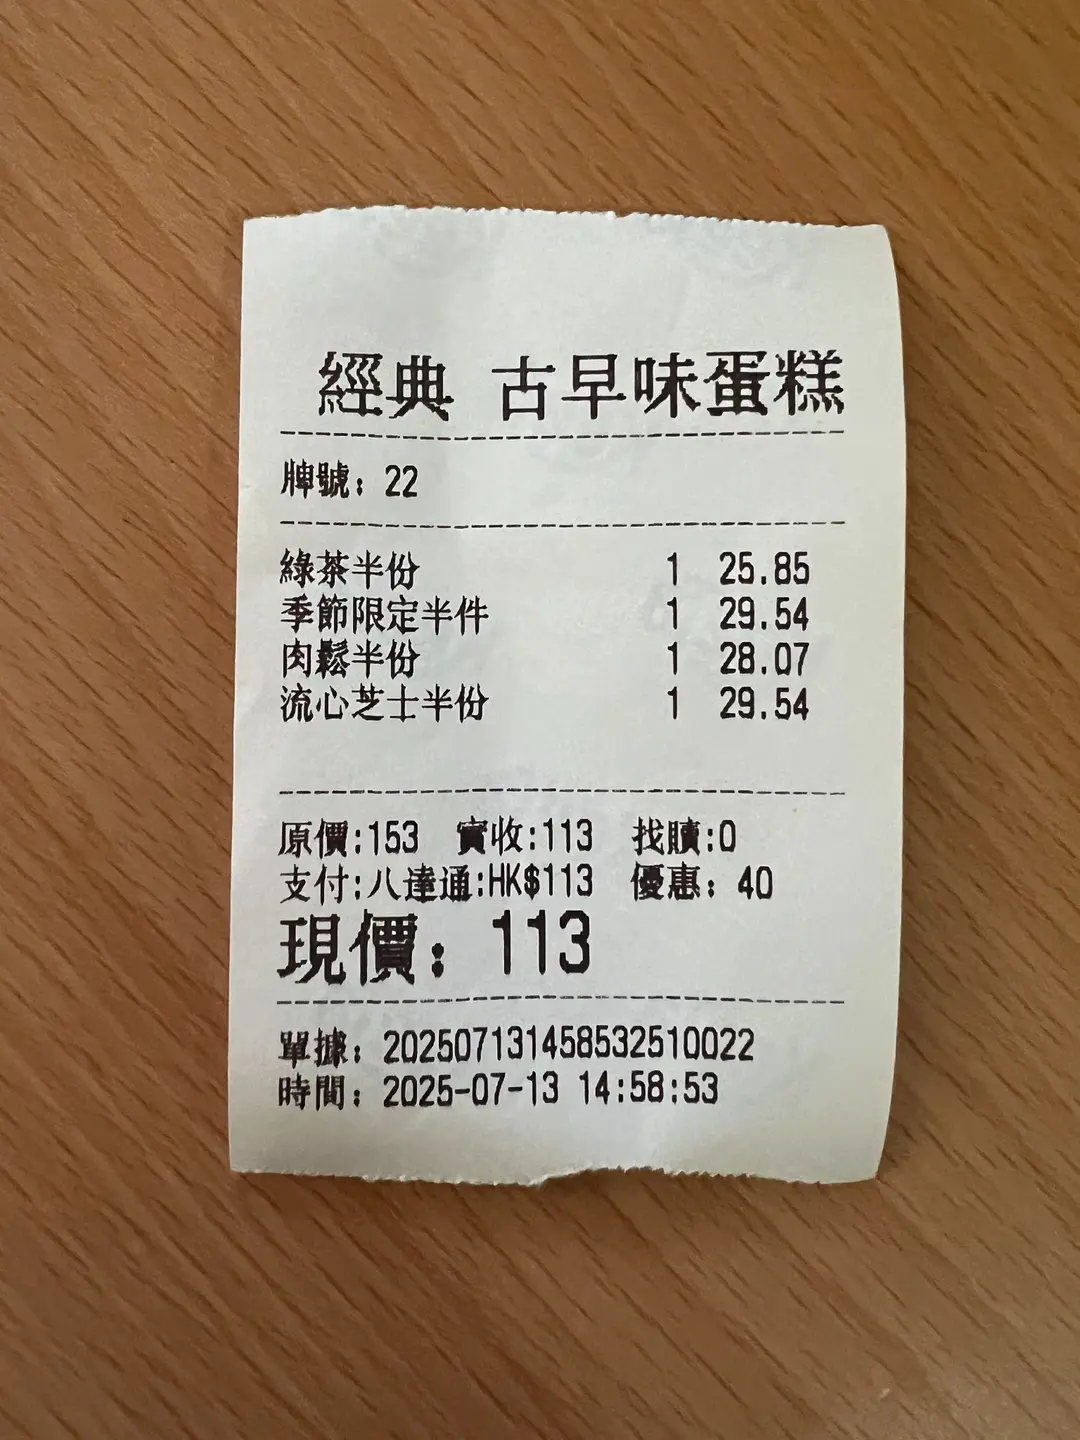 經典 古早味蛋糕
牌號：22
綠茶半份 1 25.85
季節限定半件 1 29.54
肉鬆半份 1 28.07
流心芝士半份 1 29.54
原價:153 實收:113 找贖:0
支付:八達通:HK$113 優惠：40
現價：113
單據：20250713145853251​0022
時間：2025-07-13 14:58:53